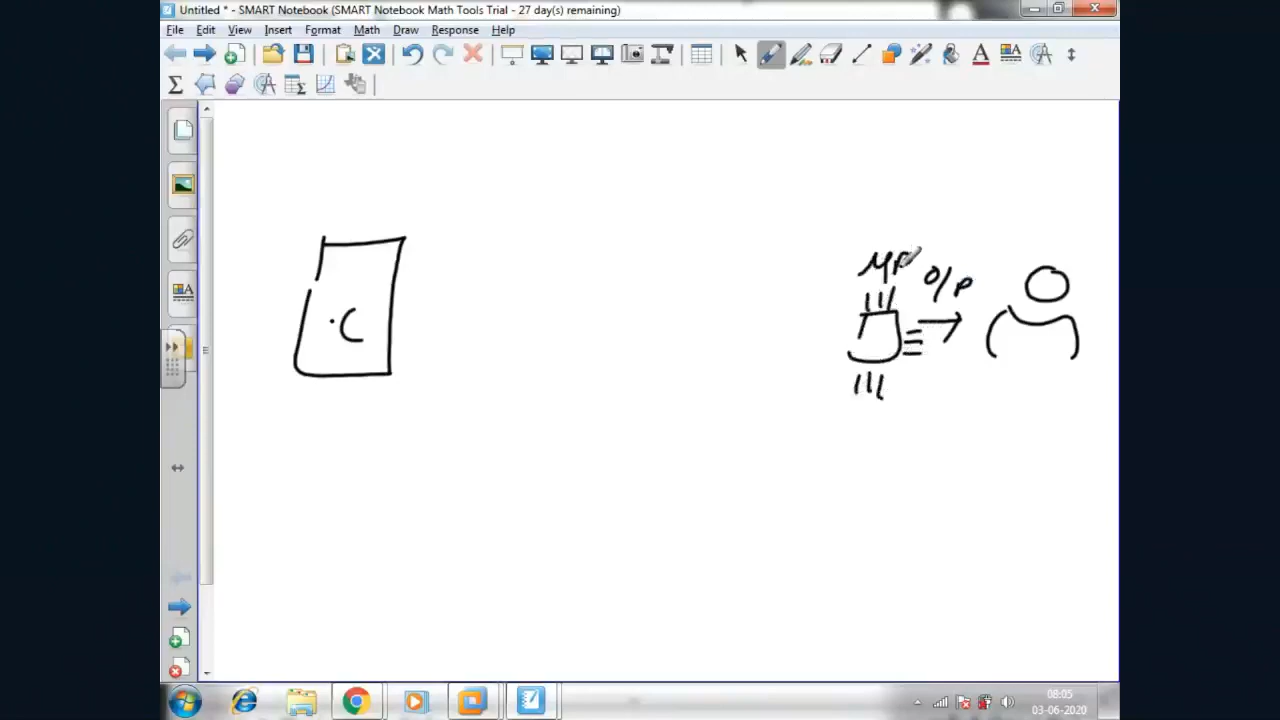 Untitled * - SMART Notebook (SMART Notebook Math Tools Trial - 27 day(s) remaining)
File Edit View Insert Format Math Draw Response Help
MP
O/P
.C
08:05
03-06-2020